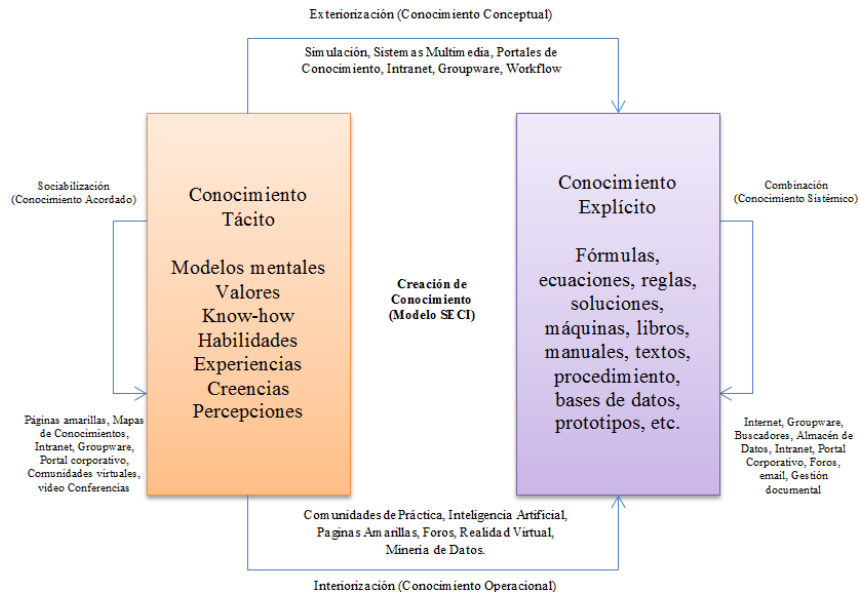 Exteriorización (Conocimiento Conceptual)
Simulación, Sistemas Multimedia, Portales de
Conocimiento, Intranet, Groupware, Workflow
Sociabilización
(Conocimiento Acordado)
Conocimiento
Tácito
Modelos mentales
Valores
Know-how
Habilidades
Experiencias
Creencias
Percepciones
Páginas amarillas, Mapas
de Conocimientos,
Intranet, Groupware,
Portal corporativo,
Comunidades virtuales,
video Conferencias
Creación de
Conocimiento
(Modelo SECI)
Conocimiento
Explícito
Fórmulas,
ecuaciones, reglas,
soluciones,
máquinas, libros,
manuales, textos,
procedimiento,
bases de datos,
prototipos, etc.
Combinación
(Conocimiento Sistémico)
Internet, Groupware,
Buscadores, Almacén de
Datos, Intranet, Portal
Corporativo, Foros,
email, Gestión
documental
Comunidades de Práctica, Inteligencia Artificial,
Paginas Amarillas, Foros, Realidad Virtual,
Minería de Datos.
Interiorización (Conocimiento Operacional)